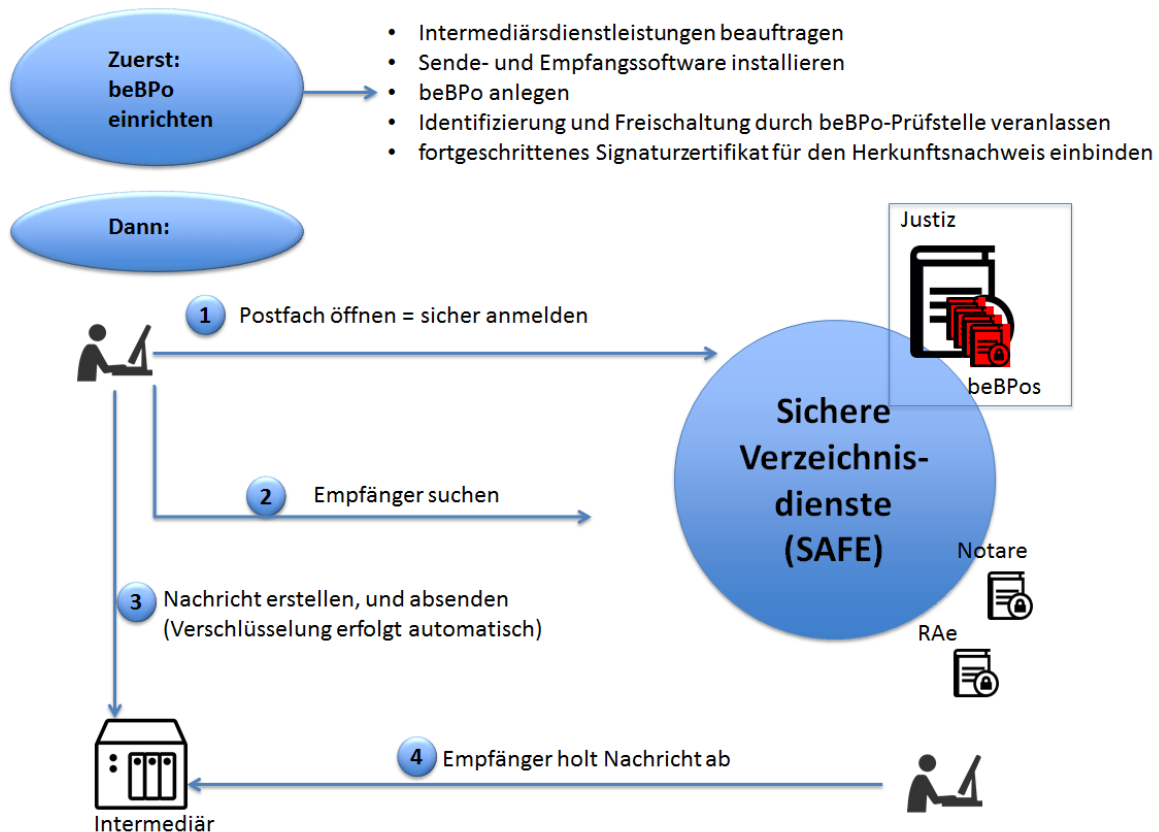 Zuerst:
beBPo
einrichten
• Intermediärsdienstleistungen beauftragen
• Sende- und Empfangssoftware installieren
• beBPo anlegen
• Identifizierung und Freischaltung durch beBPo-Prüfstelle veranlassen
• fortgeschrittenes Signaturzertifikat für den Herkunftsnachweis einbinden
Dann:
Justiz
beBPos
1 Postfach öffnen = sicher anmelden
Sichere
Verzeichnis-
dienste
(SAFE)
2 Empfänger suchen
Notare
RAe
3 Nachricht erstellen, und absenden
(Verschlüsselung erfolgt automatisch)
4 Empfänger holt Nachricht ab
Intermediär